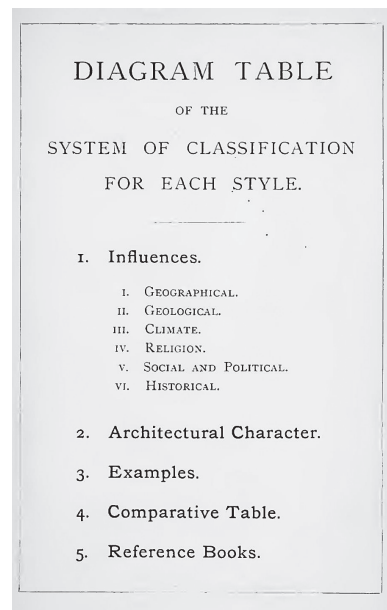 DIAGRAM TABLE
OF THE
SYSTEM OF CLASSIFICATION
FOR EACH STYLE.
1. Influences.
I. GEOGRAPHICAL.
II. GEOLOGICAL.
III. CLIMATE.
IV. RELIGION.
V. SOCIAL AND POLITICAL.
VI. HISTORICAL.
2. Architectural Character.
3. Examples.
4. Comparative Table.
5. Reference Books.